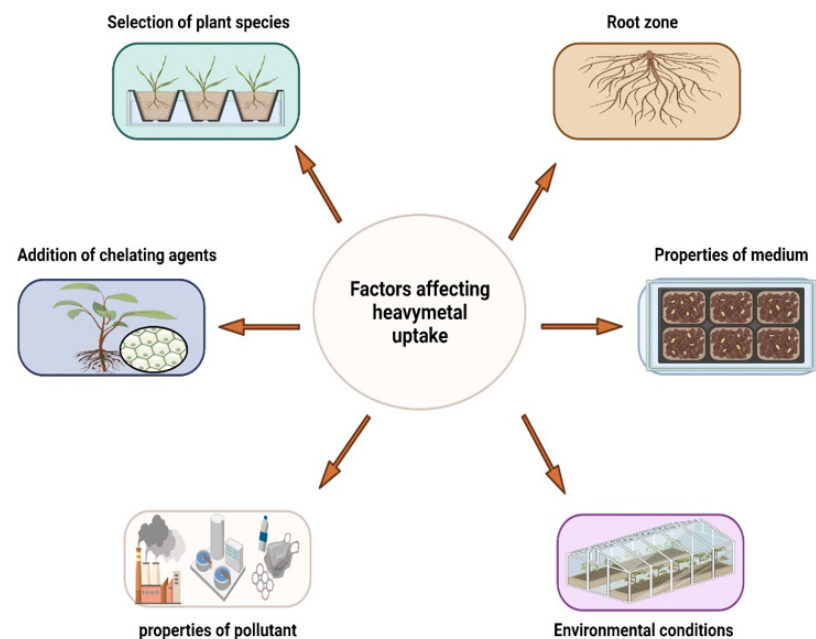 Selection of plant species
Root zone
Addition of chelating agents
Properties of medium
Factors affecting
heavymetal
uptake
properties of pollutant
Environmental conditions